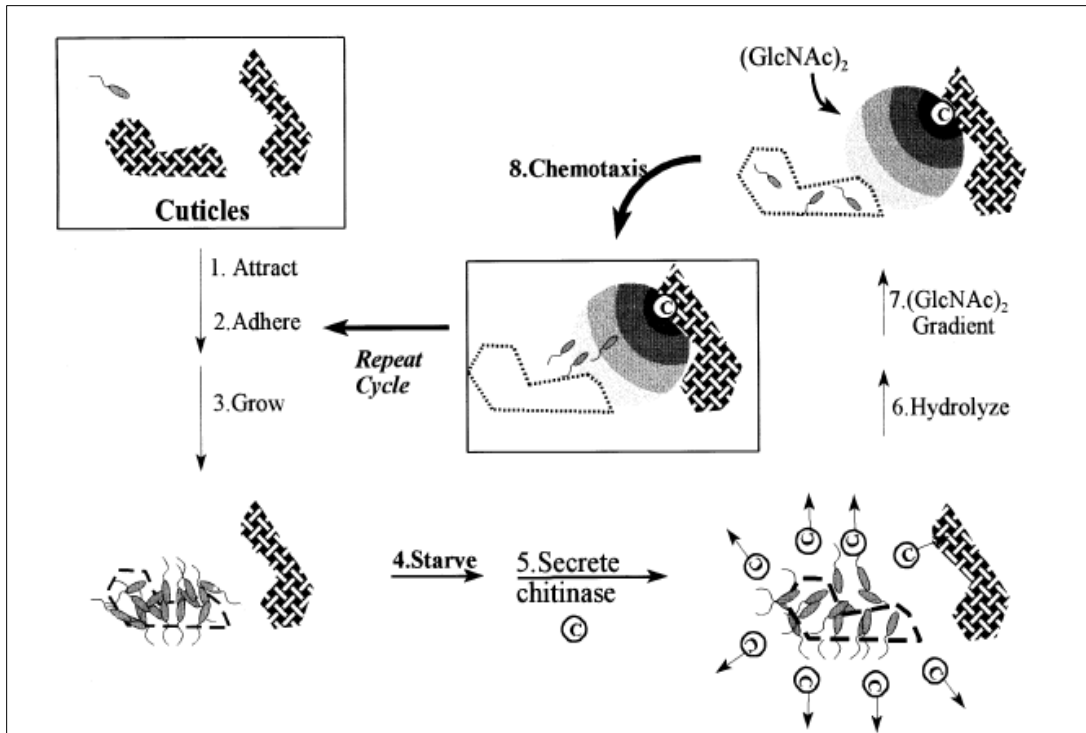 Cuticles
1. Attract
2.Adhere
3.Grow
4.Starve
5.Secrete
chitinase
C
C
C
C
C
C
C
C
C
C
6.Hydrolyze
7.(GlcNAc)₂
Gradient
(GlcNAc)₂
C
8.Chemotaxis
C
Repeat
Cycle